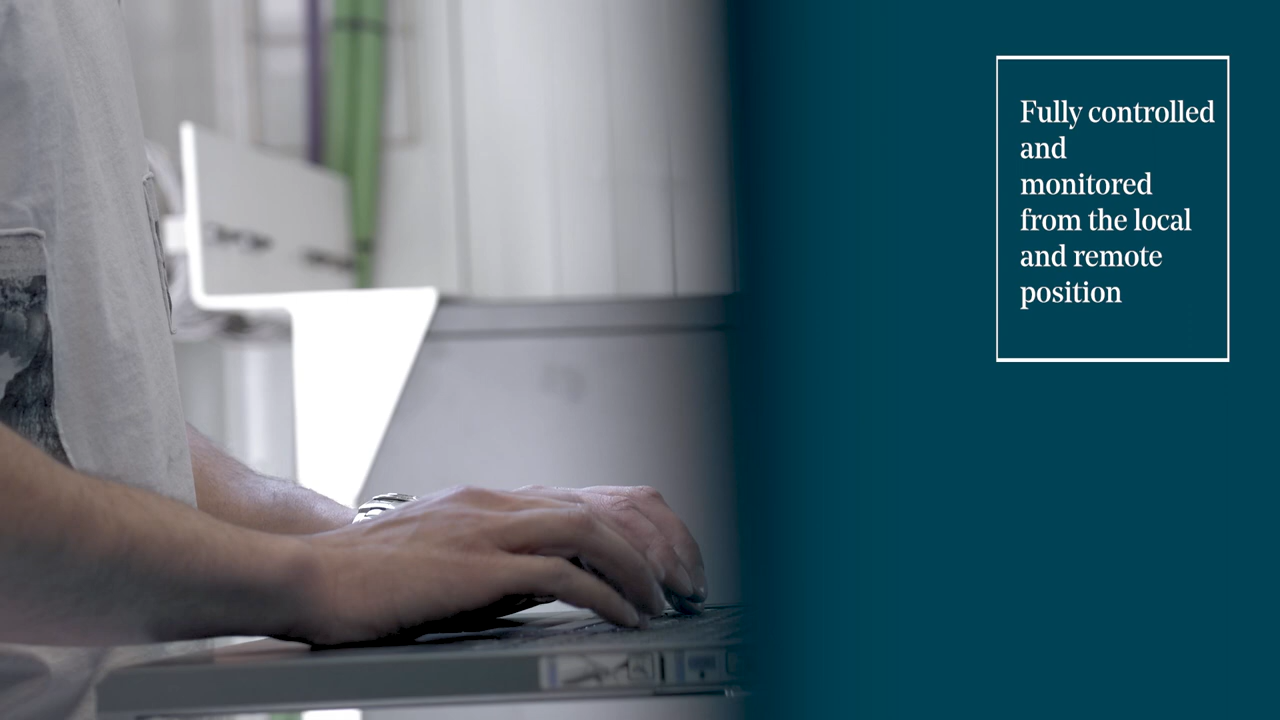 Fully controlled
and
monitored
from the local
and remote
position